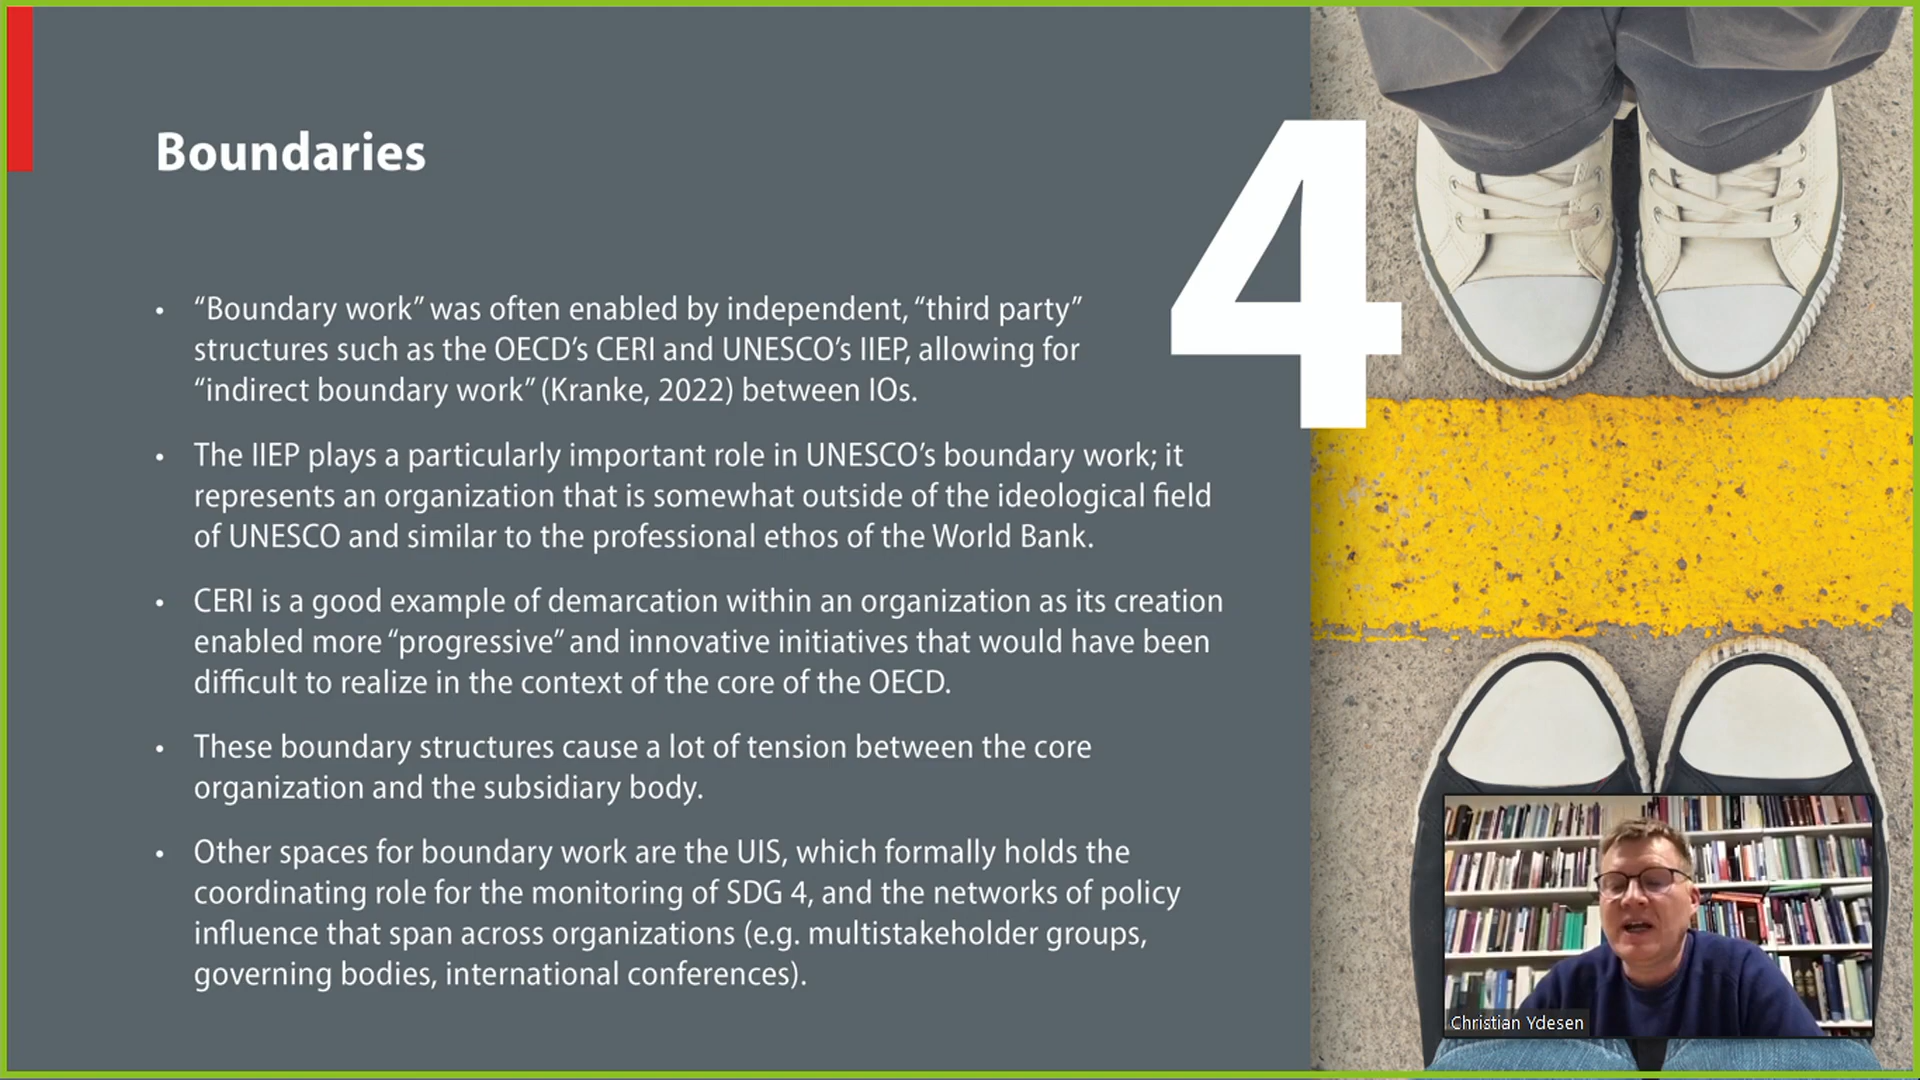 Boundaries
4
• “Boundary work” was often enabled by independent, “third party”
structures such as the OECD’s CERI and UNESCO’s IIEP, allowing for
“indirect boundary work” (Kranke, 2022) between IOs.
• The IIEP plays a particularly important role in UNESCO’s boundary work; it
represents an organization that is somewhat outside of the ideological field
of UNESCO and similar to the professional ethos of the World Bank.
• CERI is a good example of demarcation within an organization as its creation
enabled more “progressive” and innovative initiatives that would have been
difficult to realize in the context of the core of the OECD.
• These boundary structures cause a lot of tension between the core
organization and the subsidiary body.
• Other spaces for boundary work are the UIS, which formally holds the
coordinating role for the monitoring of SDG 4, and the networks of policy
influence that span across organizations (e.g. multistakeholder groups,
governing bodies, international conferences).
Christian Ydesen